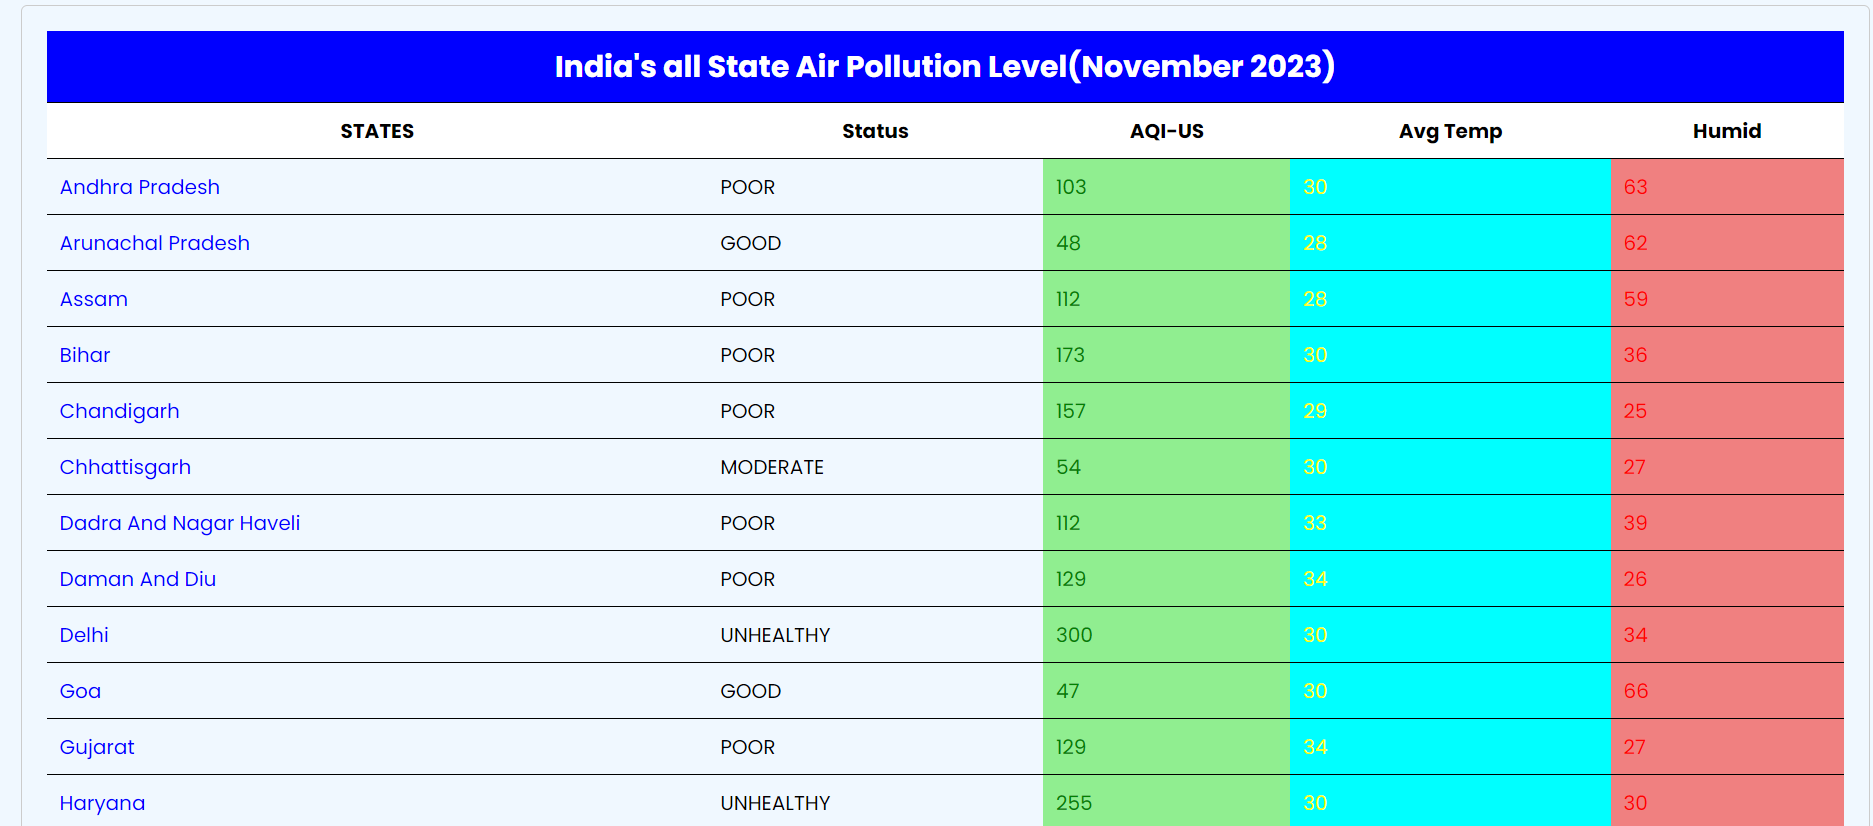 India's all State Air Pollution Level(November 2023)
STATES Status AQI-US Avg Temp Humid
Andhra Pradesh POOR 103 30 63
Arunachal Pradesh GOOD 48 28 62
Assam POOR 112 28 59
Bihar POOR 173 30 36
Chandigarh POOR 157 29 25
Chhattisgarh MODERATE 54 30 27
Dadra And Nagar Haveli POOR 112 33 39
Daman And Diu POOR 129 34 26
Delhi UNHEALTHY 300 30 34
Goa GOOD 47 30 66
Gujarat POOR 129 34 27
Haryana UNHEALTHY 255 30 30